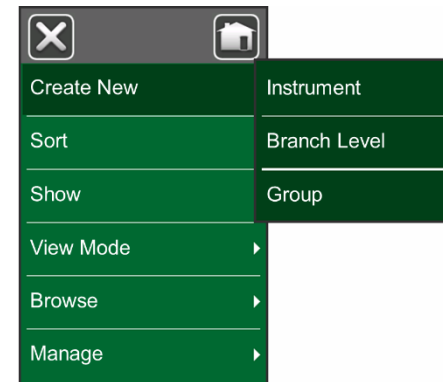 Create New
Instrument
Sort
Branch Level
Show
Group
View Mode
Browse
Manage